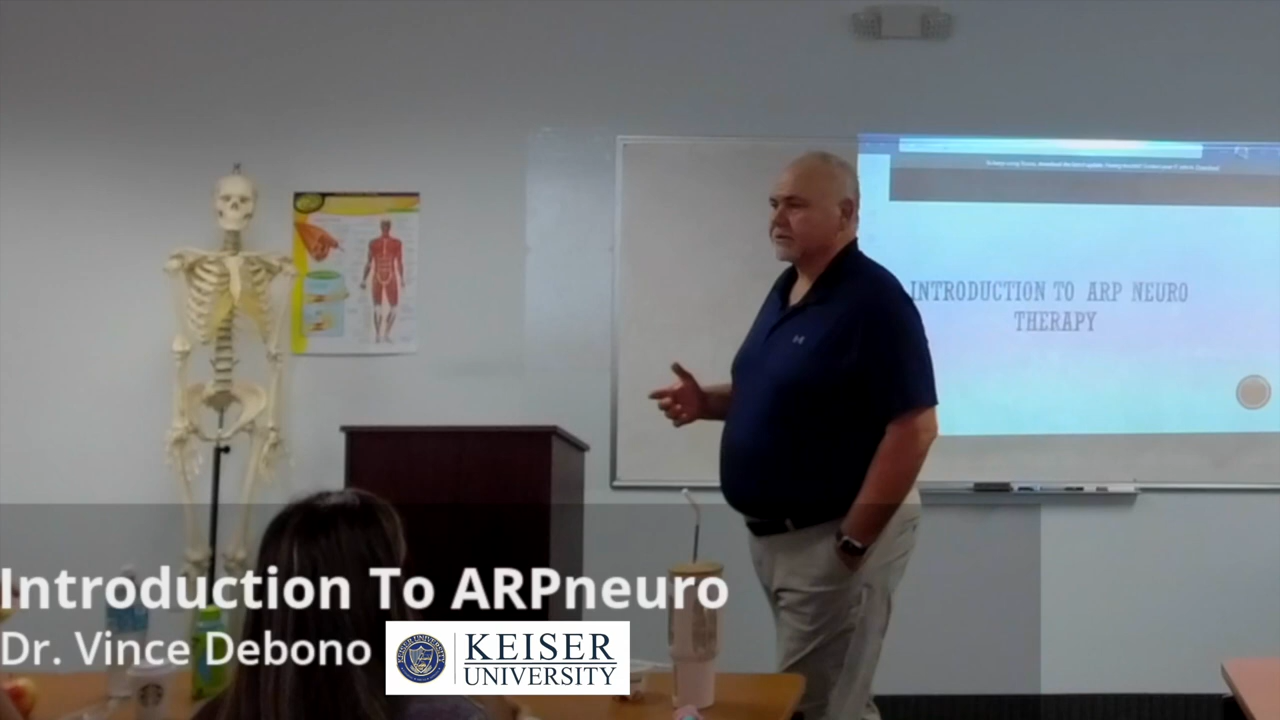 INTRODUCTION TO ARP NEURO
THERAPY
Introduction To ARPneuro
Dr. Vince Debono
KEISER
UNIVERSITY